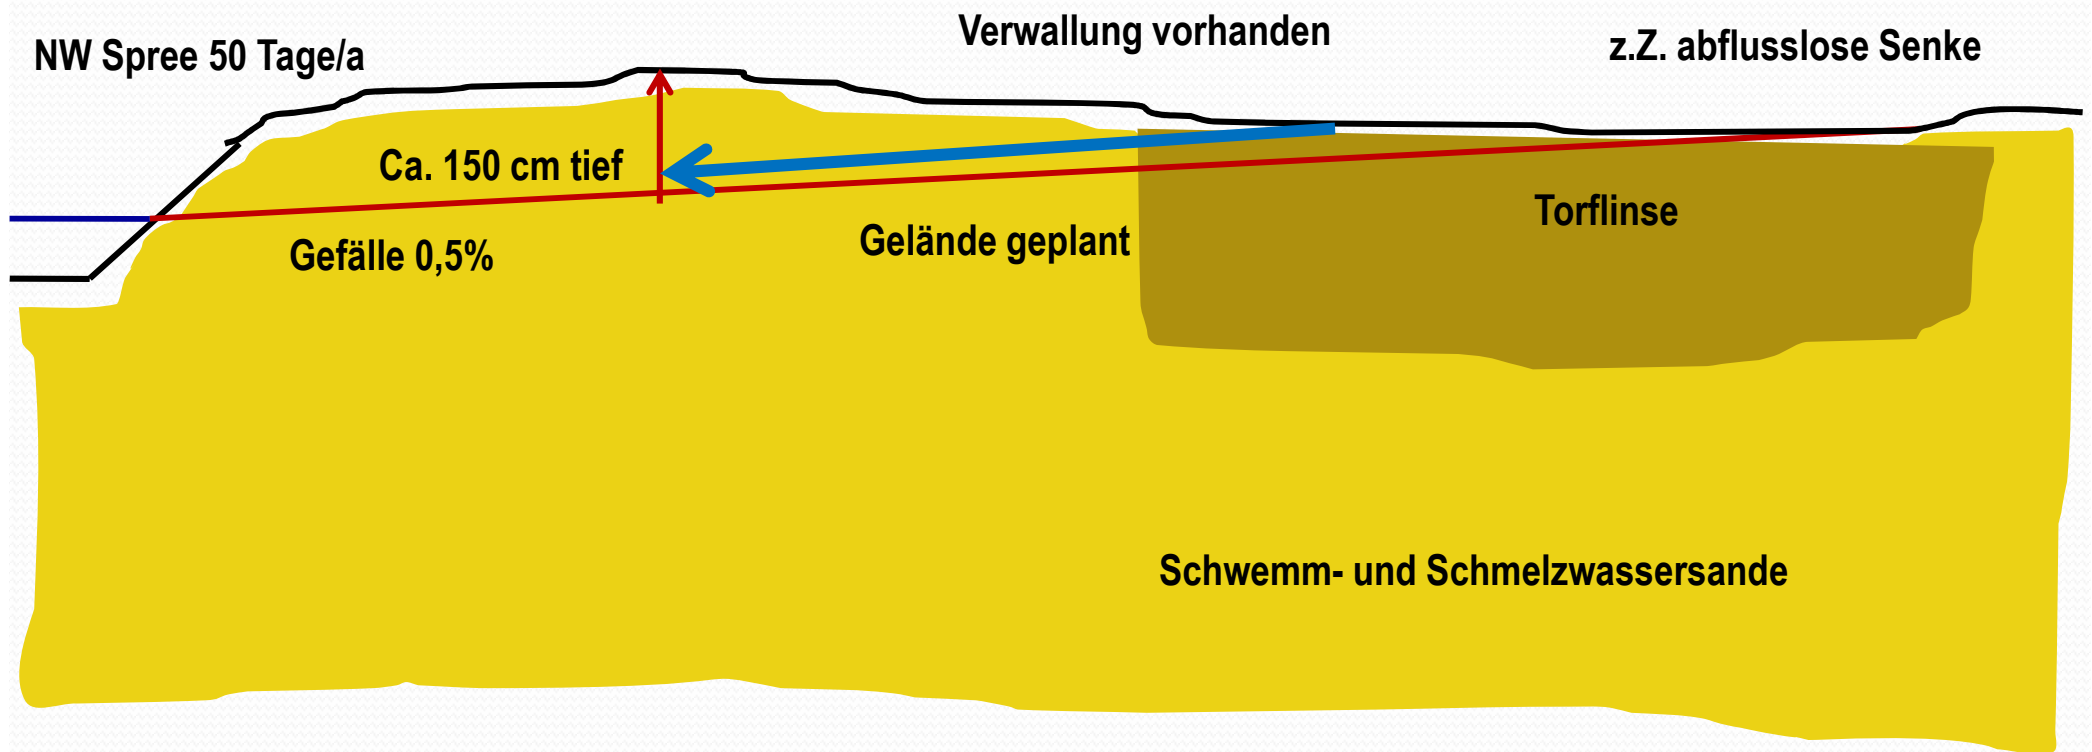 NW Spree 50 Tage/a
Verwallung vorhanden
z.Z. abflusslose Senke
Ca. 150 cm tief
Gefälle 0,5%
Gelände geplant
Torflinse
Schwemm- und Schmelzwassersande